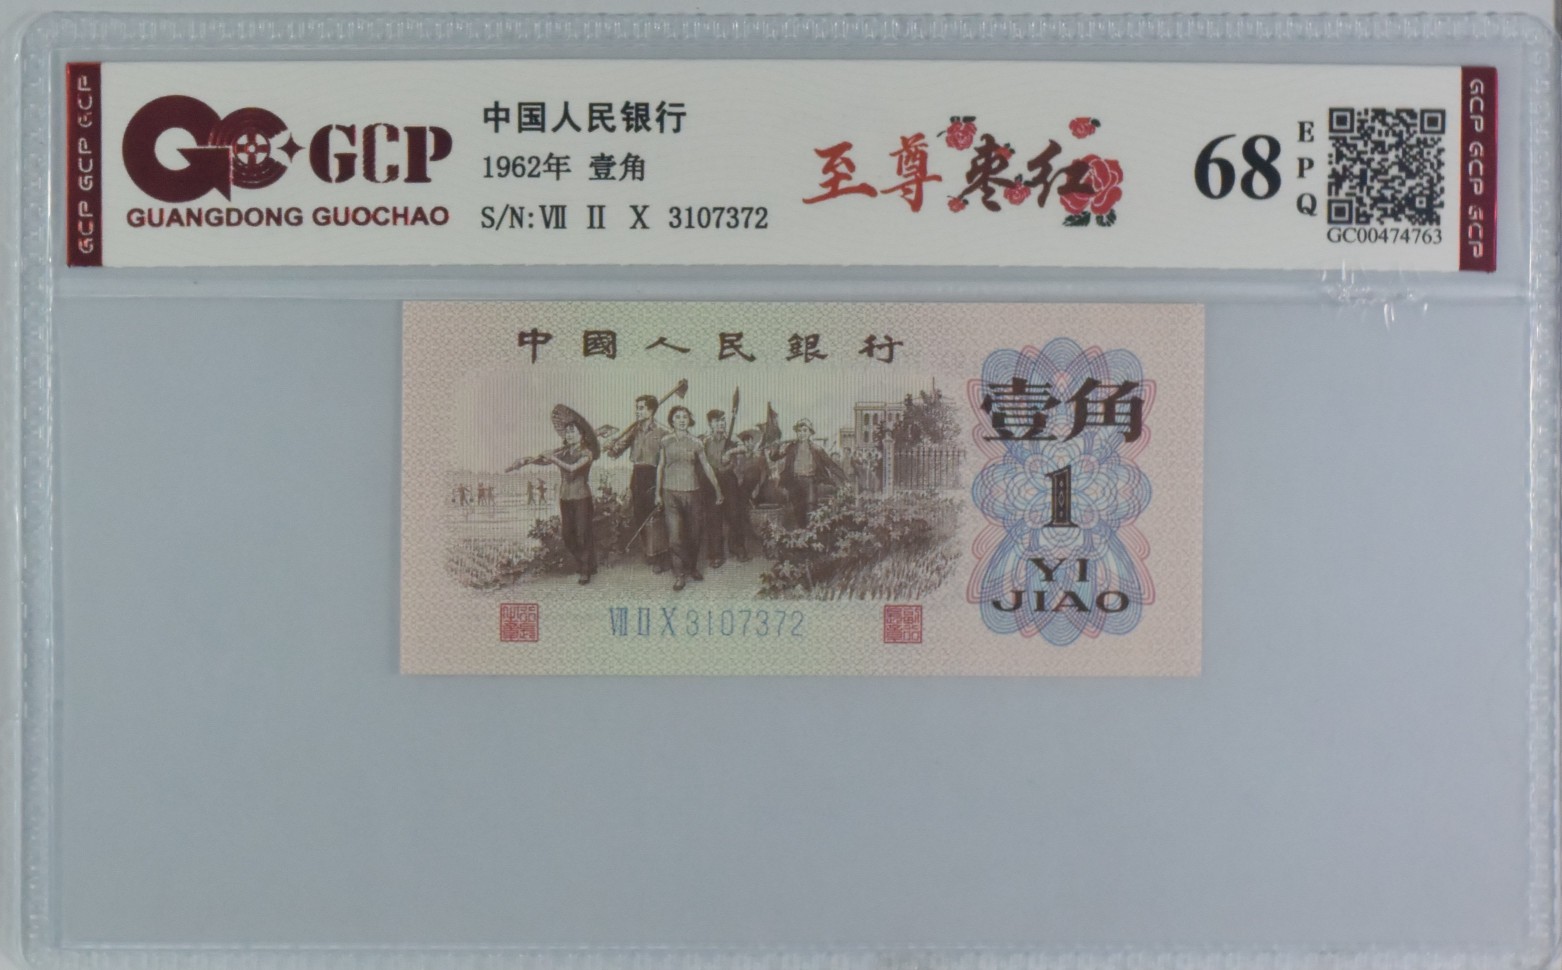 GCP GCP GCP
GCP
GUANGDONG GUOCHAO
中国人民银行
1962年 壹角
S/N:Ⅶ Ⅱ Ⅹ 3107372
至尊枣红
68
EPQ
GC00474763
GCP GCP GCP
中國人民銀行
壹角
1
YI
JIAO
Ⅶ Ⅱ Ⅹ 3107372